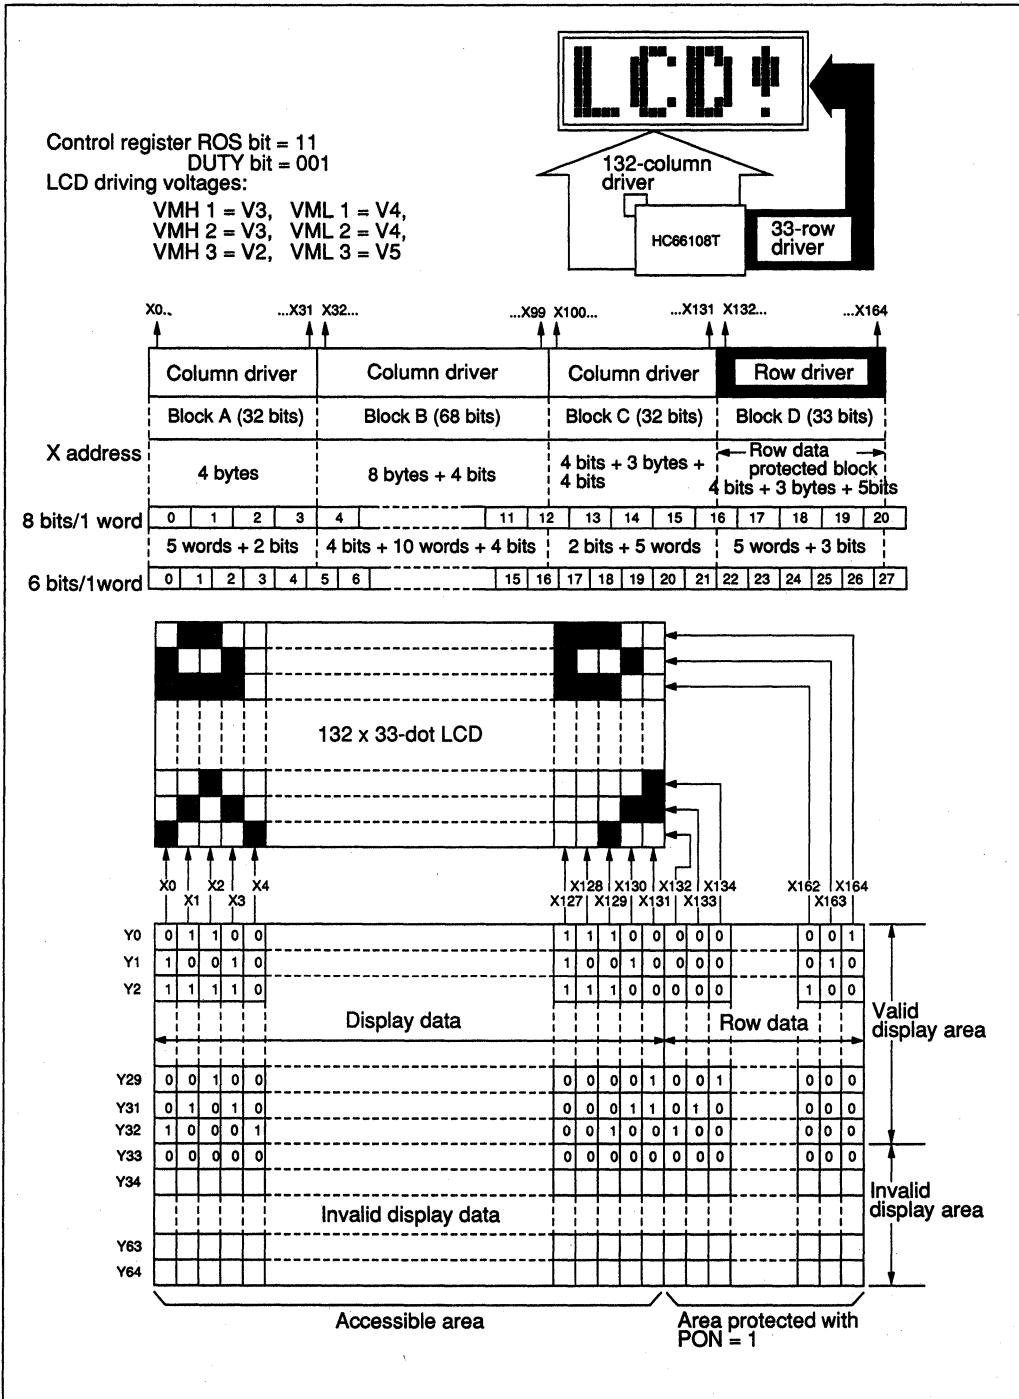 LCD!
Control register ROS bit = 11
DUTY bit = 001
LCD driving voltages:
VMH 1 = V3, VML 1 = V4,
VMH 2 = V3, VML 2 = V4,
VMH 3 = V2, VML 3 = V5
132-column
driver
HC66108T
33-row
driver
X0.. ...X31 X32... ...X99 X100... ...X131 X132... ...X164
Column driver Column driver Column driver Row driver
Block A (32 bits) Block B (68 bits) Block C (32 bits) Block D (33 bits)
X address
4 bytes
8 bytes + 4 bits
4 bits + 3 bytes +
4 bits
Row data
protected block
4 bits + 3 bytes + 5bits
8 bits/1 word 0 1 2 3 4 11 12 13 14 15 16 17 18 19 20
5 words + 2 bits 4 bits + 10 words + 4 bits 2 bits + 5 words 5 words + 3 bits
6 bits/1word 0 1 2 3 4 5 6 15 16 17 18 19 20 21 22 23 24 25 26 27
132 x 33-dot LCD
X0 X2 X4 X128 X130 X132 X134 X162 X164
X1 X3 X127 X129 X131 X133 X163
Y0 0 1 1 0 0 1 1 1 0 0 0 0 0 0 0 1
Y1 1 0 0 1 0 1 0 0 1 0 0 0 0 0 1 0
Y2 1 1 1 1 0 1 1 1 0 0 0 0 0 1 0 0
Display data Row data
Valid
display area
Y29 0 0 1 0 0 0 0 0 0 1 0 0 1 0 0 0
Y31 0 1 0 1 0 0 0 0 1 1 0 1 0 0 0 0
Y32 1 0 0 0 1 0 0 1 0 0 1 0 0 0 0 0
Y33 0 0 0 0 0 0 0 0 0 0 0 0 0 0 0 0
Y34
Invalid display data
Invalid
display area
Y63
Y64
Accessible area
Area protected with
PON = 1